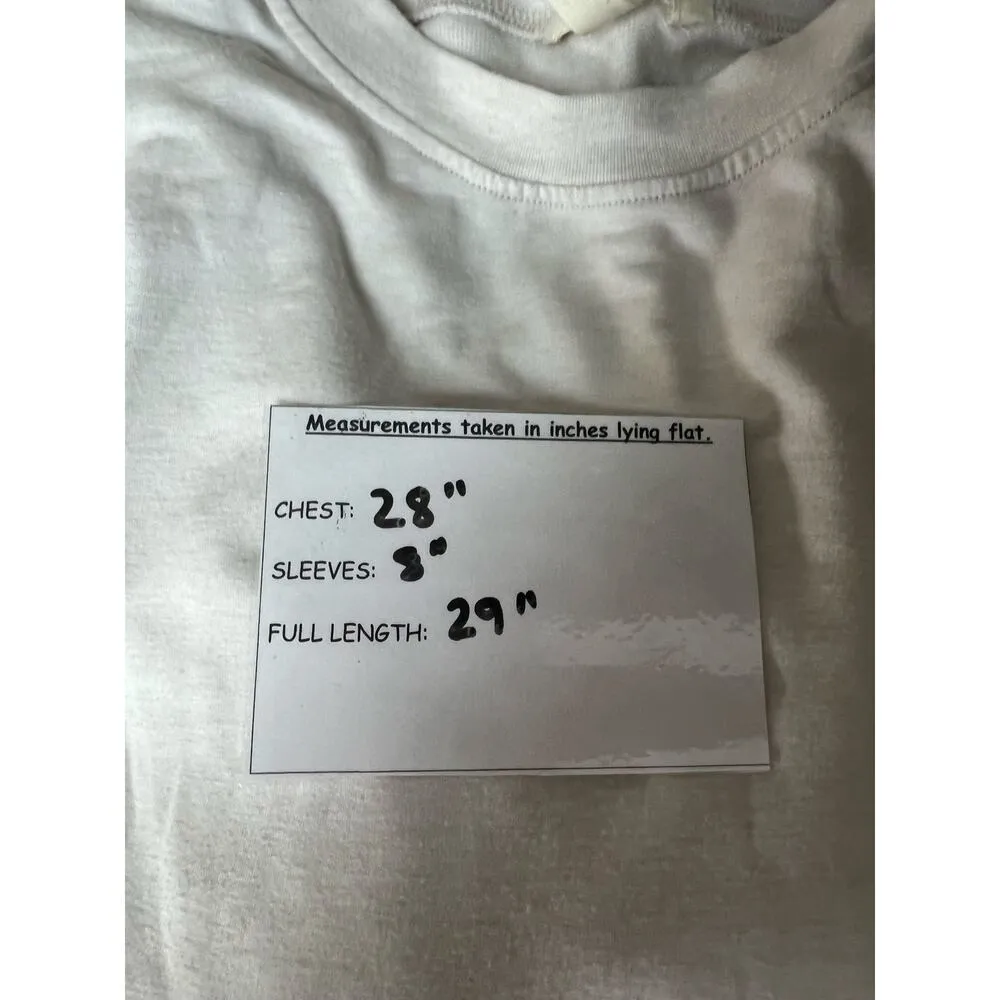 Measurements taken in inches lying flat.
CHEST: 28"
SLEEVES: 8"
FULL LENGTH: 29"